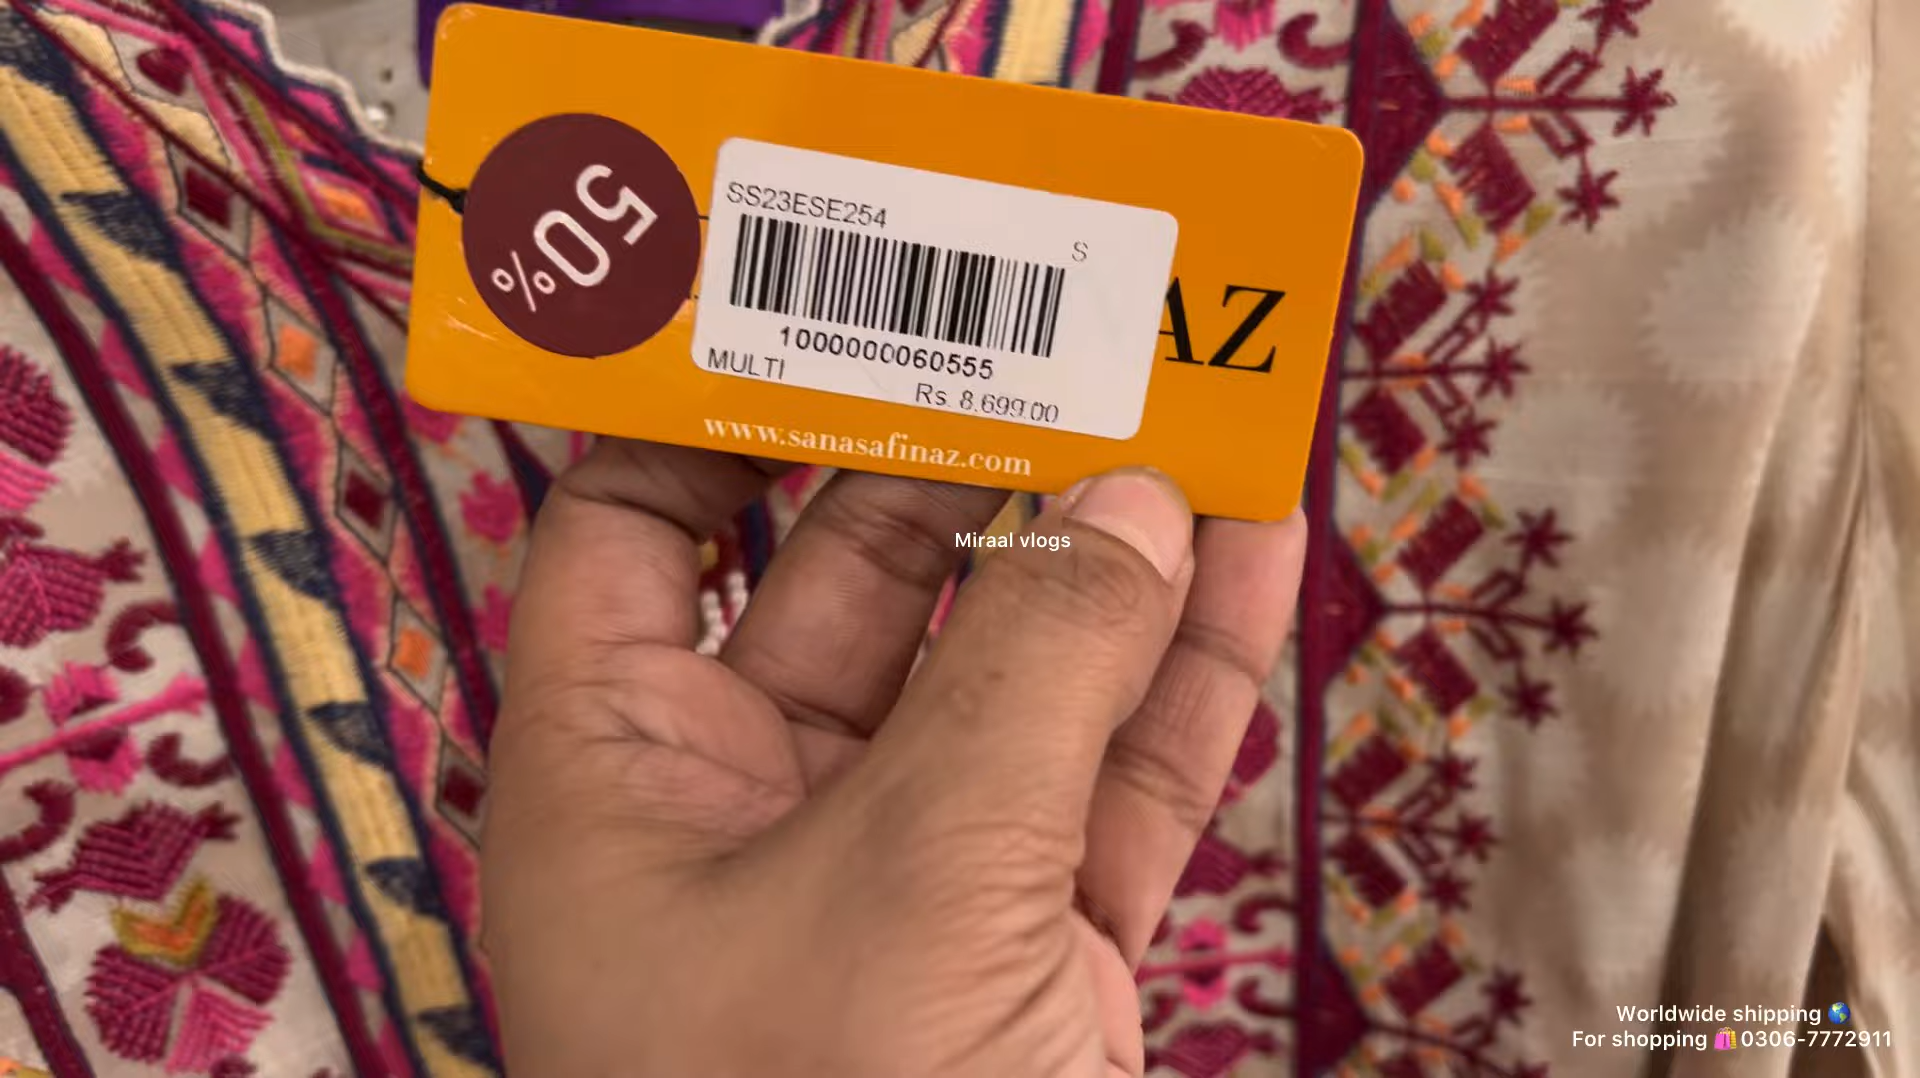 50%
SS23ESE254
S
1000000060555
MULTI
Rs. 8,699.00
AZ
www.sanasafinaz.com
Miraal vlogs
Worldwide shipping 🌎
For shopping 🛍️0306-7772911